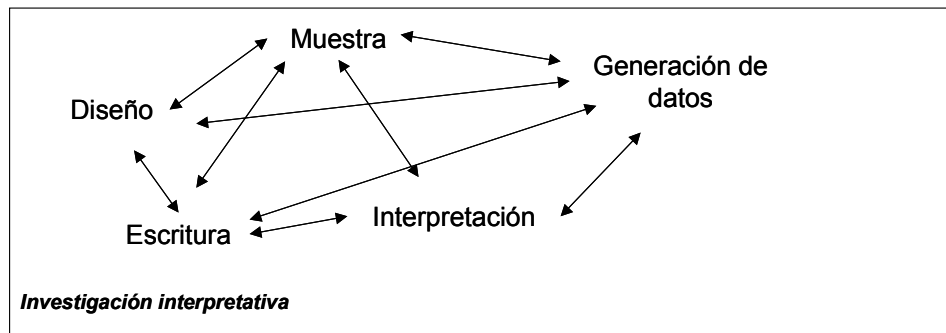 Muestra
Generación de
datos
Diseño
Interpretación
Escritura
Investigación interpretativa